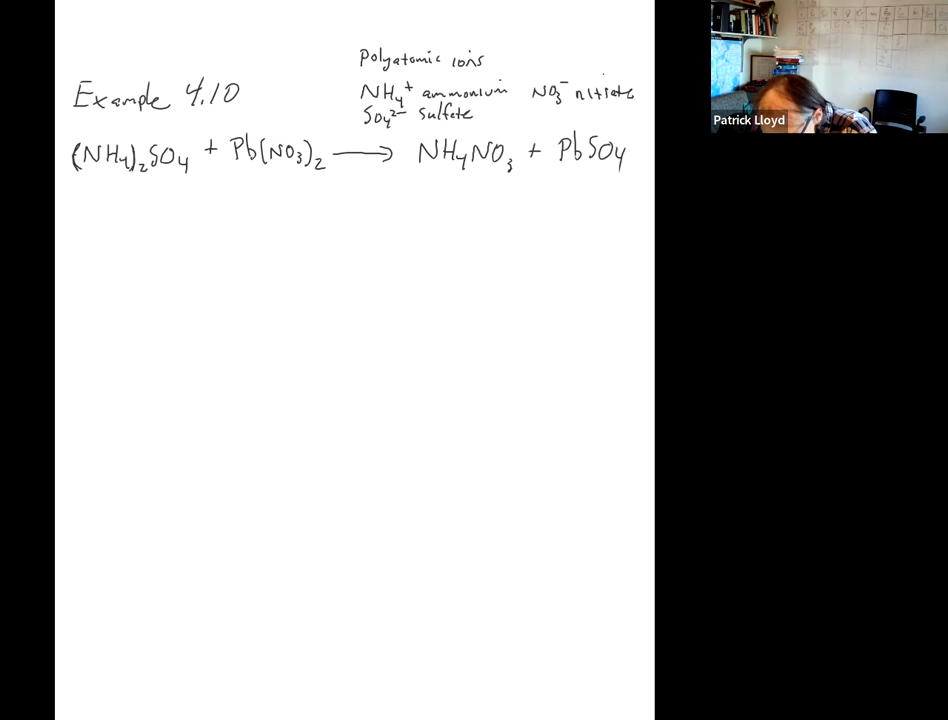 Polyatomic ions
Example 4.10
NH₄⁺ ammonium NO₃⁻ nitrate
SO₄²⁻ sulfate
(NH₄)₂SO₄ + Pb(NO₃)₂ ⟶ NH₄NO₃ + PbSO₄
Patrick Lloyd